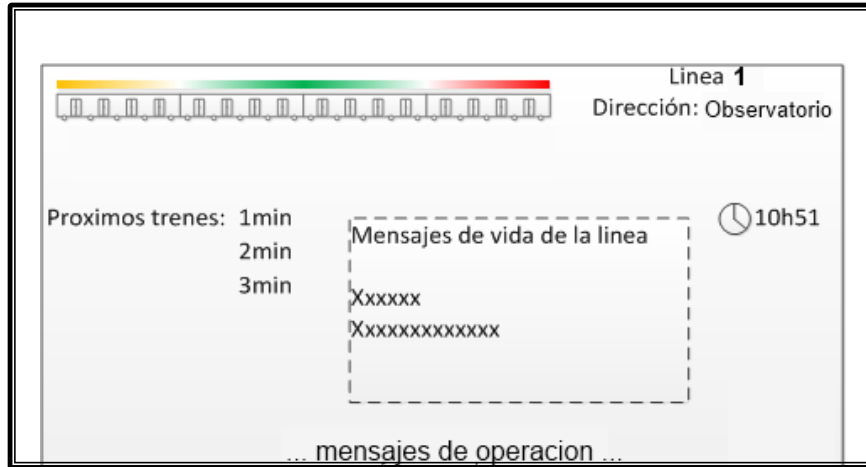 Linea 1
Dirección: Observatorio
Proximos trenes: 1min
2min
3min
Mensajes de vida de la linea
Xxxxxx
Xxxxxxxxxxxxx
10h51
... mensajes de operacion ...